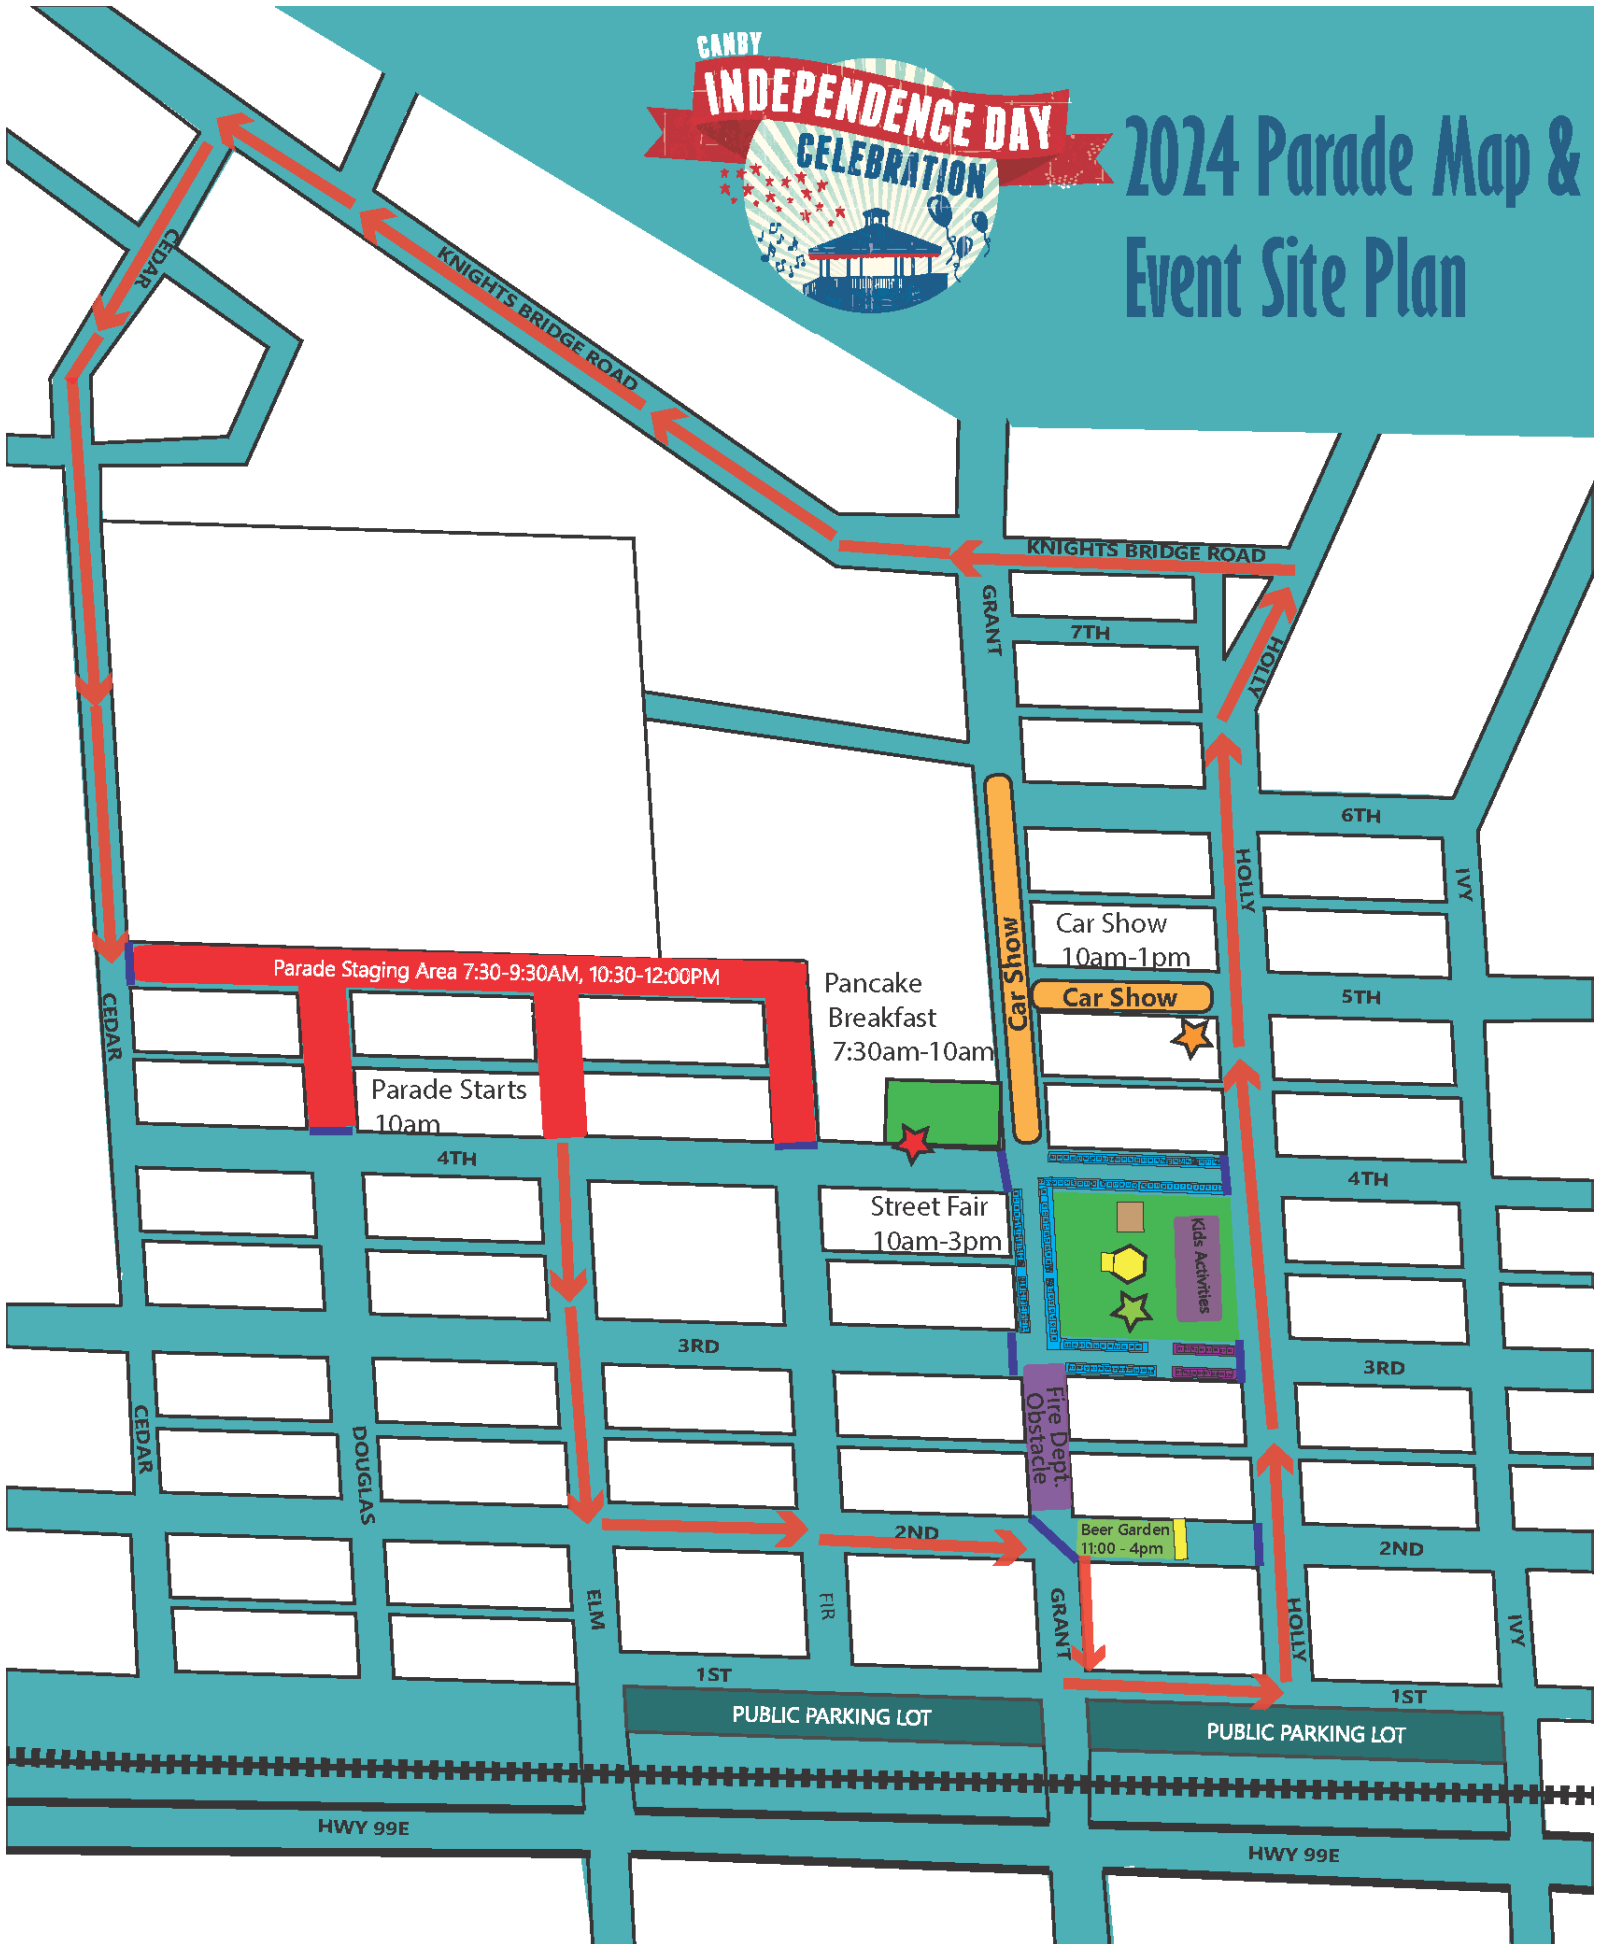 CANBY
INDEPENDENCE DAY
CELEBRATION
2024 Parade Map &
Event Site Plan
CEDAR
KNIGHTS BRIDGE ROAD
KNIGHTS BRIDGE ROAD
GRANT
7TH
HOLLY
6TH
HOLLY
IVY
Car Show
10am-1pm
Car Show
Car Show
5TH
Parade Staging Area 7:30-9:30AM, 10:30-12:00PM
Pancake
Breakfast
7:30am-10am
CEDAR
Parade Starts
10am
4TH
4TH
Street Fair
10am-3pm
Kids Activities
3RD
3RD
Fire Dept.
Obstacle
CEDAR
DOUGLAS
2ND
Beer Garden
11:00 - 4pm
2ND
ELM
FIR
GRANT
HOLLY
IVY
1ST
1ST
PUBLIC PARKING LOT
PUBLIC PARKING LOT
HWY 99E
HWY 99E